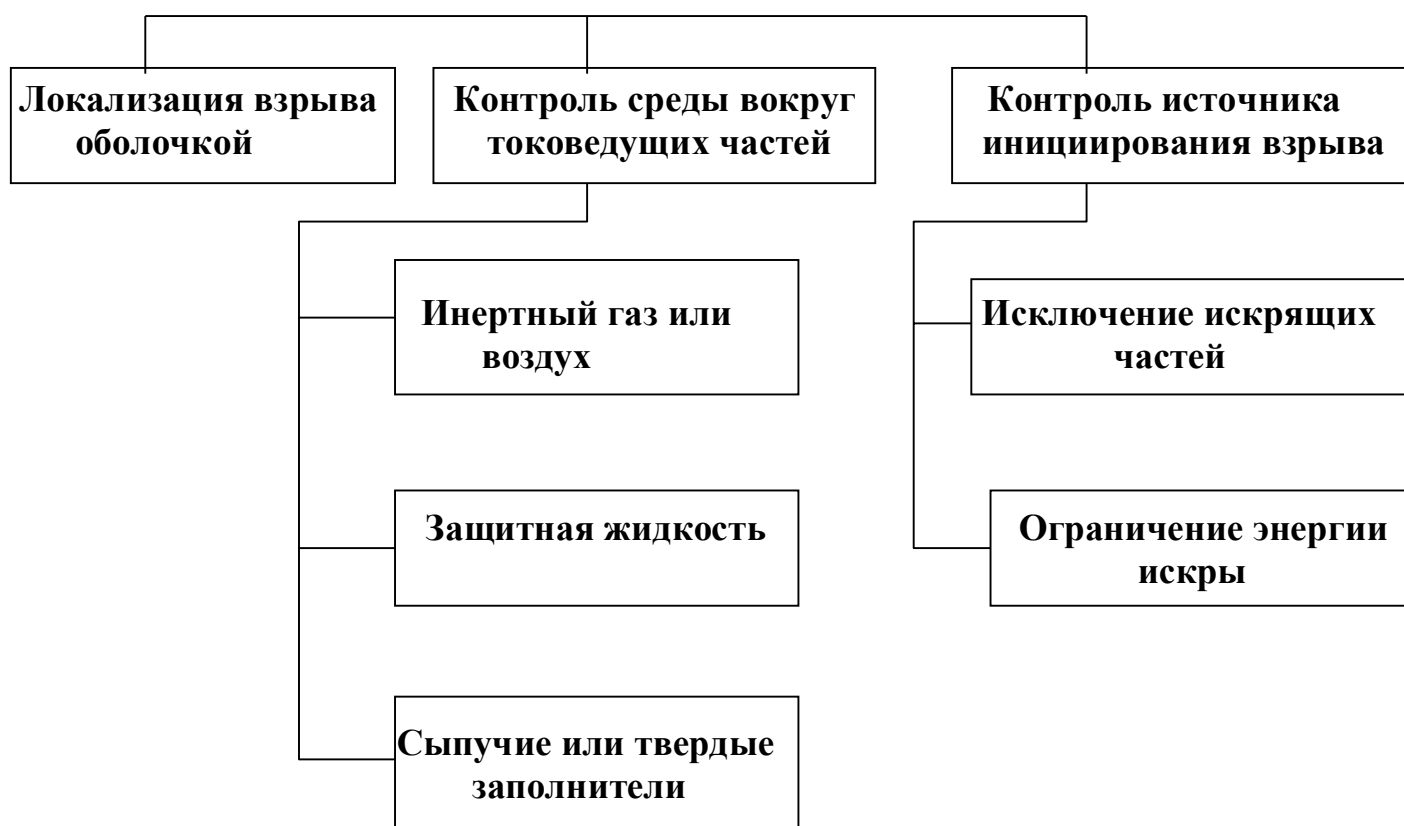 Локализация взрыва
оболочкой
Контроль среды вокруг
токоведущих частей
Контроль источника
инициирования взрыва
Инертный газ или
воздух
Защитная жидкость
Сыпучие или твердые
заполнители
Исключение искрящих
частей
Ограничение энергии
искры